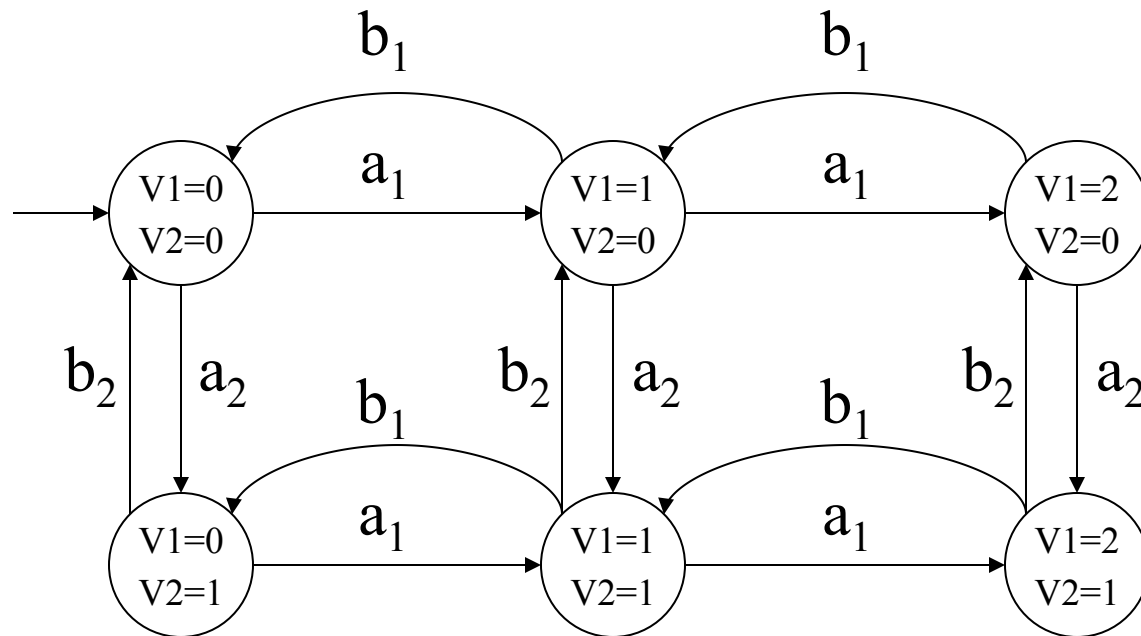 b₁ b₁
a₁ a₁
V1=0 V1=1 V1=2
V2=0 V2=0 V2=0
b₂ a₂ b₂ a₂ b₂ a₂
b₁ b₁
a₁ a₁
V1=0 V1=1 V1=2
V2=1 V2=1 V2=1